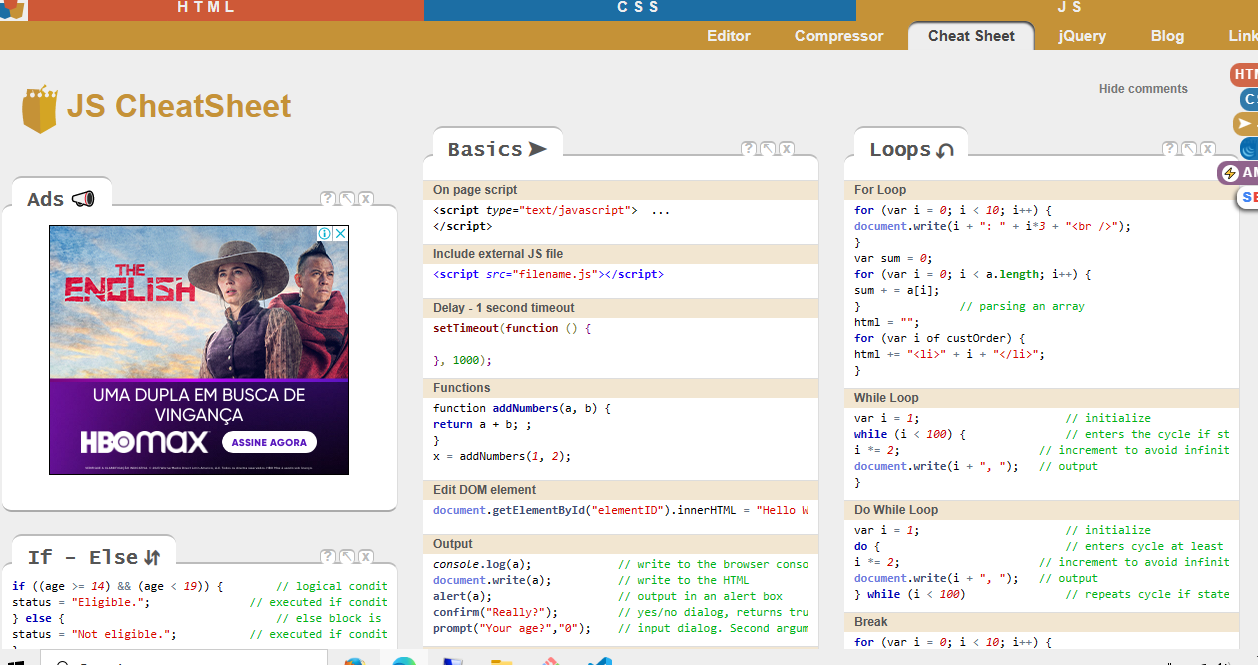 HTML
CSS
JS
Editor
Compressor
Cheat Sheet
jQuery
Blog
Link
Hide comments
JS CheatSheet
Ads
THE
ENGLISH
UMA DUPLA EM BUSCA DE
VINGANÇA
HBOMAX
ASSINE AGORA
If - Else
if ((age >= 14) && (age < 19)) {        // logical condit
status = "Eligible.";               // executed if condit
} else {                                // else block is
status = "Not eligible.";           // executed if condit
Basics
On page script
<script type="text/javascript">  ...
</script>
Include external JS file
<script src="filename.js"></script>
Delay - 1 second timeout
setTimeout(function () {
}, 1000);
Functions
function addNumbers(a, b) {
return a + b; ;
}
x = addNumbers(1, 2);
Edit DOM element
document.getElementById("elementID").innerHTML = "Hello W
Output
console.log(a);             // write to the browser conso
document.write(a);          // write to the HTML
alert(a);                   // output in an alert box
confirm("Really?");         // yes/no dialog, returns tru
prompt("Your age?","0");    // input dialog. Second argum
Loops
For Loop
for (var i = 0; i < 10; i++) {
document.write(i + ": " + i*3 + "<br />");
}
var sum = 0;
for (var i = 0; i < a.length; i++) {
sum + = a[i];
}               // parsing an array
html = "";
for (var i of custOrder) {
html += "<li>" + i + "</li>";
}
While Loop
var i = 1;                      // initialize
while (i < 100) {               // enters the cycle if st
i *= 2;                     // increment to avoid infinit
document.write(i + ", ");   // output
}
Do While Loop
var i = 1;                      // initialize
do {                            // enters cycle at least
i *= 2;                     // increment to avoid infinit
document.write(i + ", ");   // output
} while (i < 100)               // repeats cycle if state
Break
for (var i = 0; i < 10; i++) {
HTM
C
AM
SE